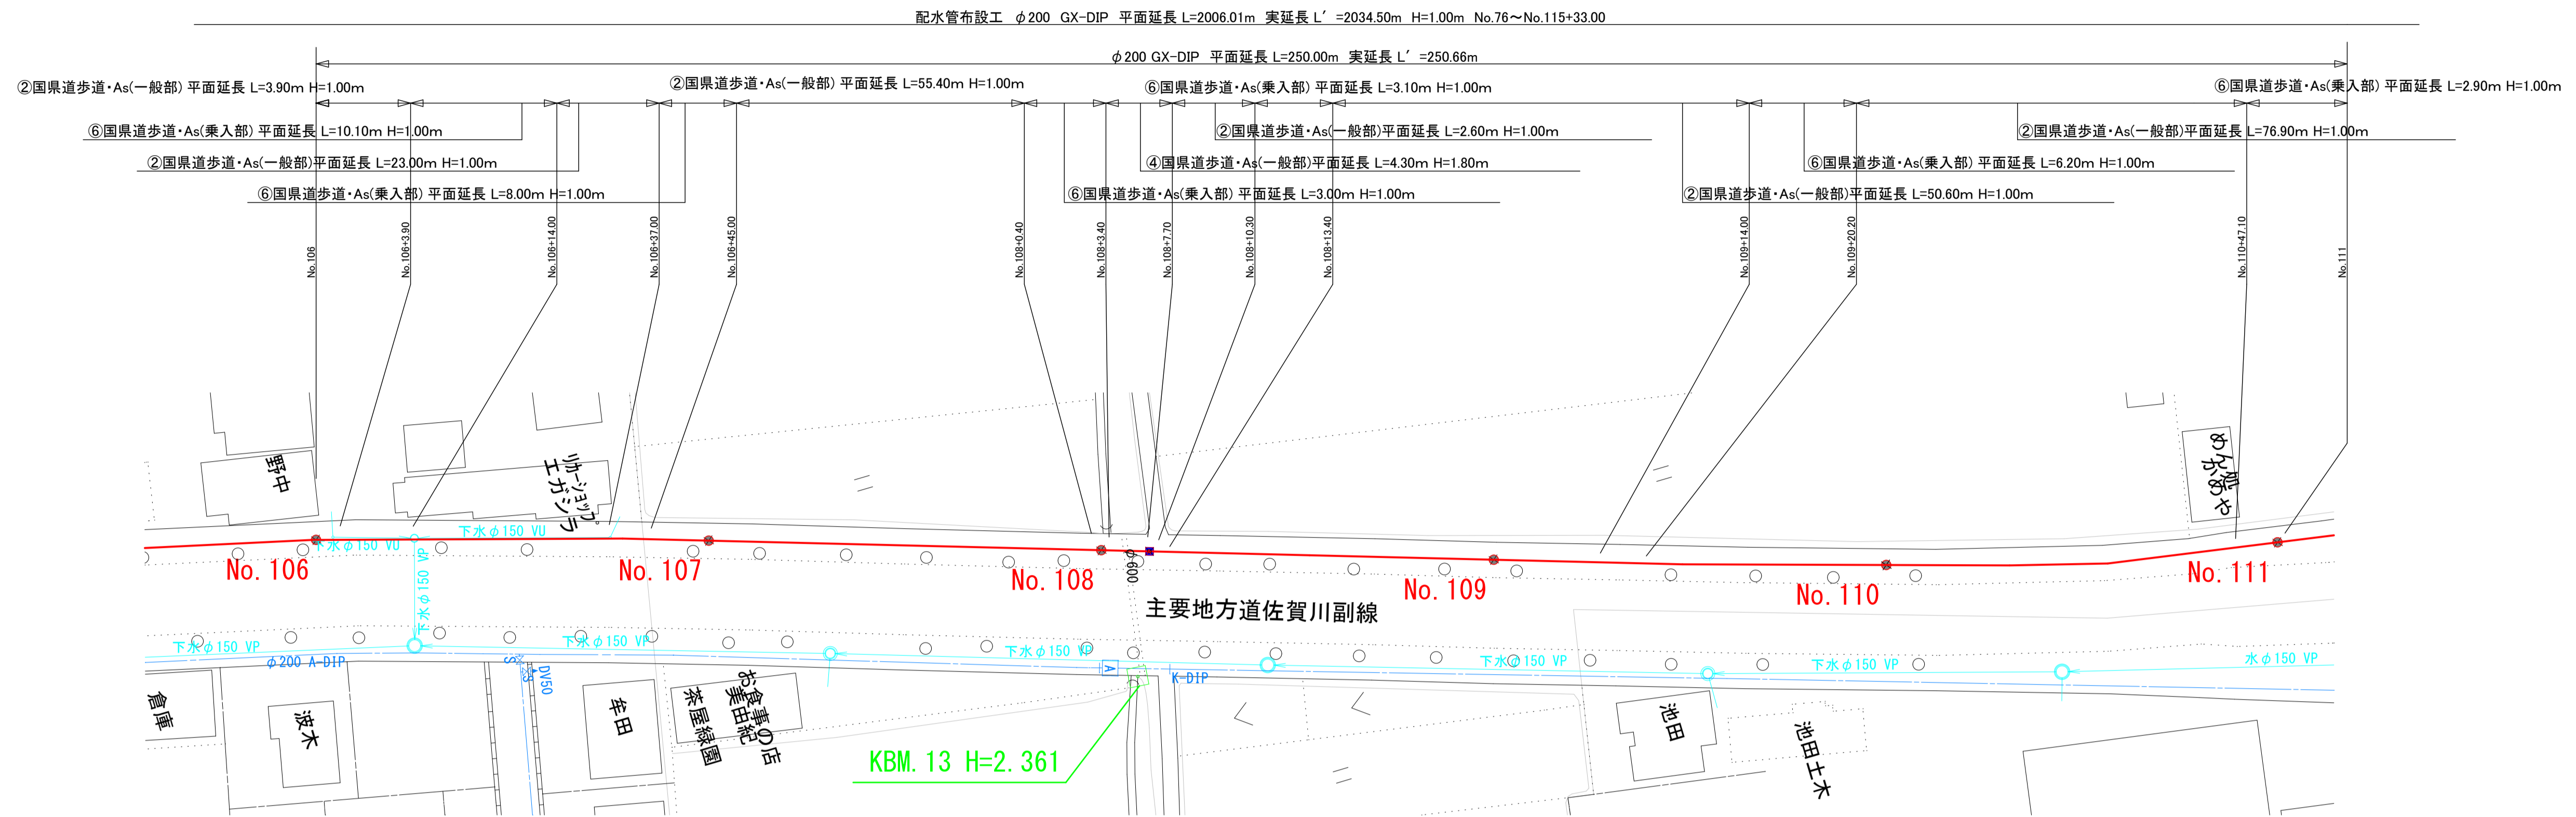 配水管布設工 φ200 GX-DIP 平面延長 L=2006.01m 実延長 L′=2034.50m H=1.00m No.76～No.115+33.00
φ200 GX-DIP 平面延長 L=250.00m 実延長 L′=250.66m
②国県道歩道・As(一般部) 平面延長 L=3.90m H=1.00m
②国県道歩道・As(一般部) 平面延長 L=55.40m H=1.00m
⑥国県道歩道・As(乗入部) 平面延長 L=3.10m H=1.00m
⑥国県道歩道・As(乗入部) 平面延長 L=2.90m H=1.00m
⑥国県道歩道・As(乗入部) 平面延長 L=10.10m H=1.00m
②国県道歩道・As(一般部)平面延長 L=2.60m H=1.00m
②国県道歩道・As(一般部)平面延長 L=76.90m H=1.00m
②国県道歩道・As(一般部)平面延長 L=23.00m H=1.00m
④国県道歩道・As(一般部)平面延長 L=4.30m H=1.80m
⑥国県道歩道・As(乗入部) 平面延長 L=6.20m H=1.00m
⑥国県道歩道・As(乗入部) 平面延長 L=8.00m H=1.00m
⑥国県道歩道・As(乗入部) 平面延長 L=3.00m H=1.00m
②国県道歩道・As(一般部)平面延長 L=50.60m H=1.00m
No.106
No.106+3.90
No.106+14.00
No.106+37.00
No.106+45.00
No.108+0.40
No.108+3.40
No.108+7.70
No.108+10.30
No.108+13.40
No.109+14.00
No.109+20.20
No.110+47.10
No.111
野中
リカーショップ
エガシラ
めん処
かめや
下水φ150 VU
下水φ150 VU
下水φ150 VP
φ600
No.106
No.107
No.108
No.109
No.110
No.111
主要地方道佐賀川副線
下水φ150 VP
下水φ150 VP
下水φ150 VP
下水φ150 VP
下水φ150 VP
水φ150 VP
φ200 A-DIP
S
DV50
A
K-DIP
倉庫
波木
牟田
茶屋緑園
お食事の店
美由紀
池田
池田土木
KBM.13 H=2.361